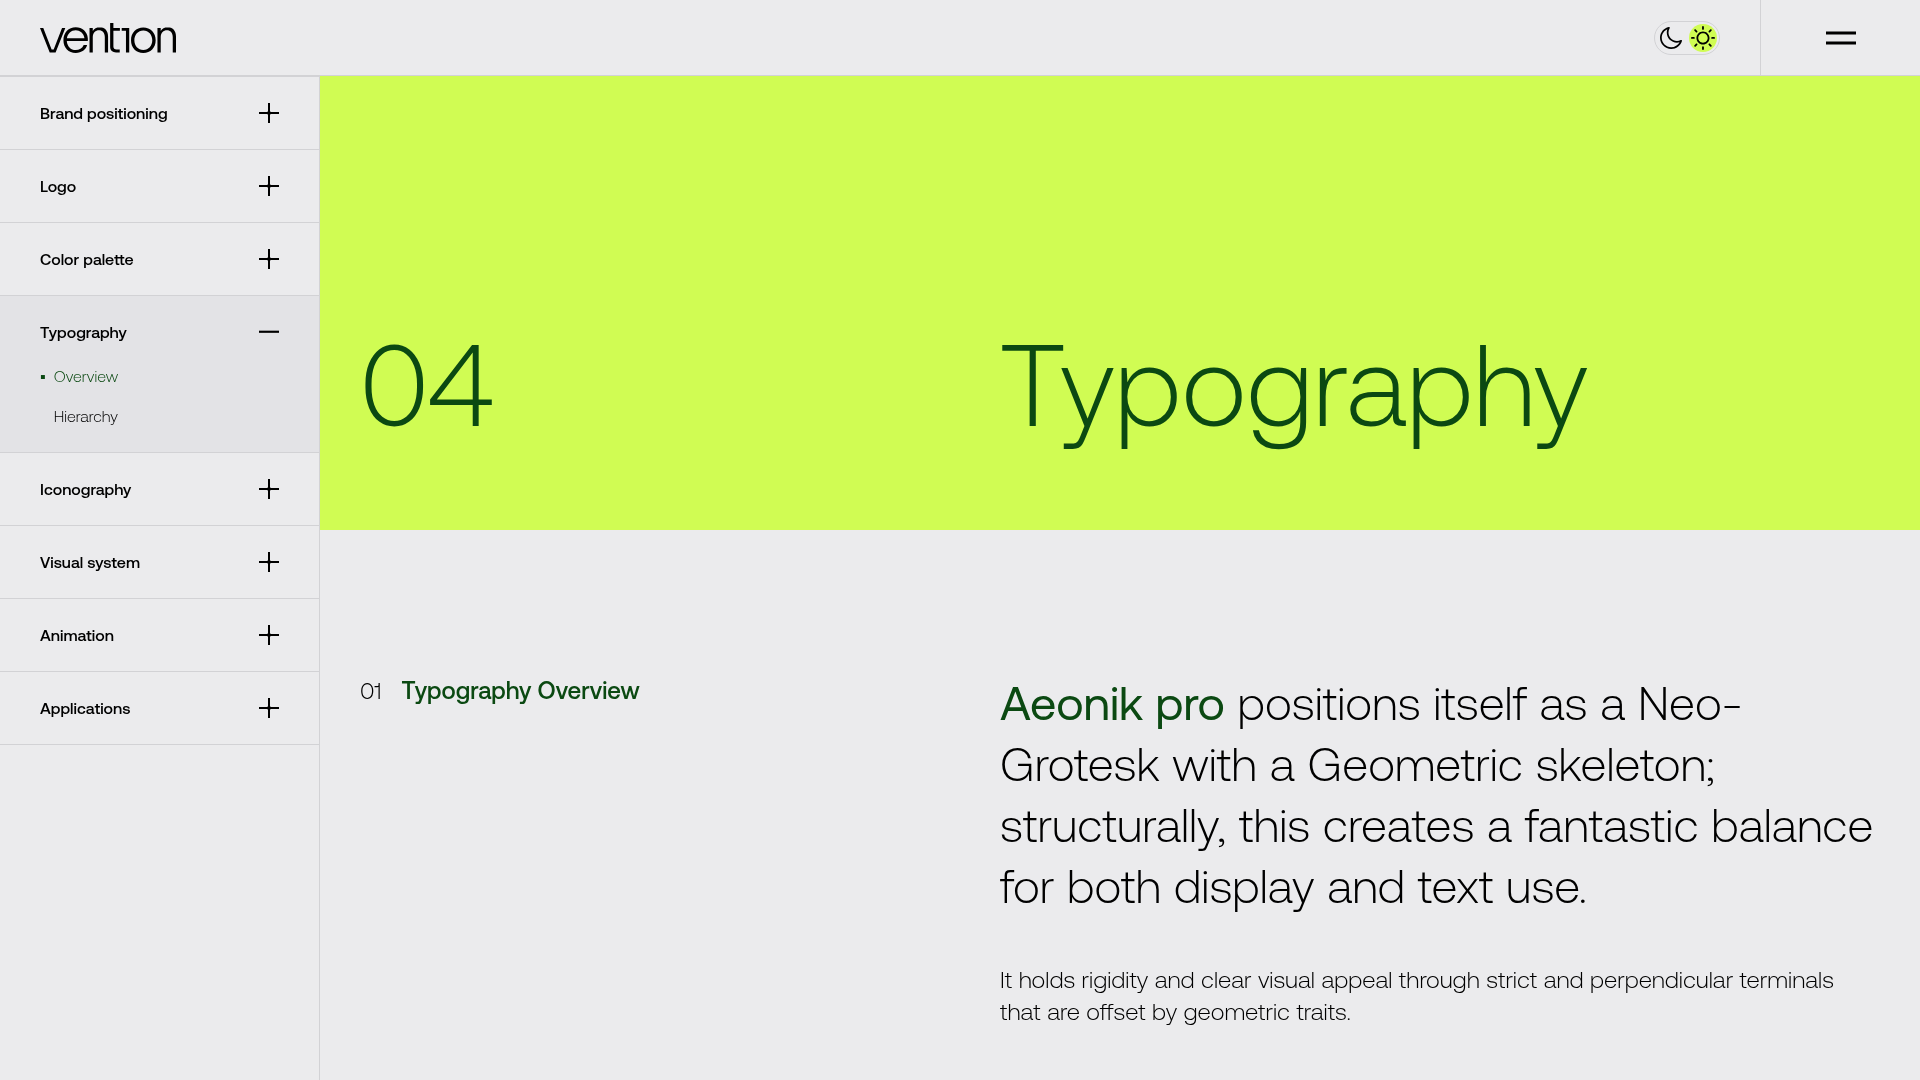 vention
Brand positioning
Logo
Color palette
Typography
Overview
Hierarchy
Iconography
Visual system
Animation
Applications
04
Typography
01 Typography Overview
Aeonik pro positions itself as a Neo-
Grotesk with a Geometric skeleton;
structurally, this creates a fantastic balance
for both display and text use.
It holds rigidity and clear visual appeal through strict and perpendicular terminals
that are offset by geometric traits.